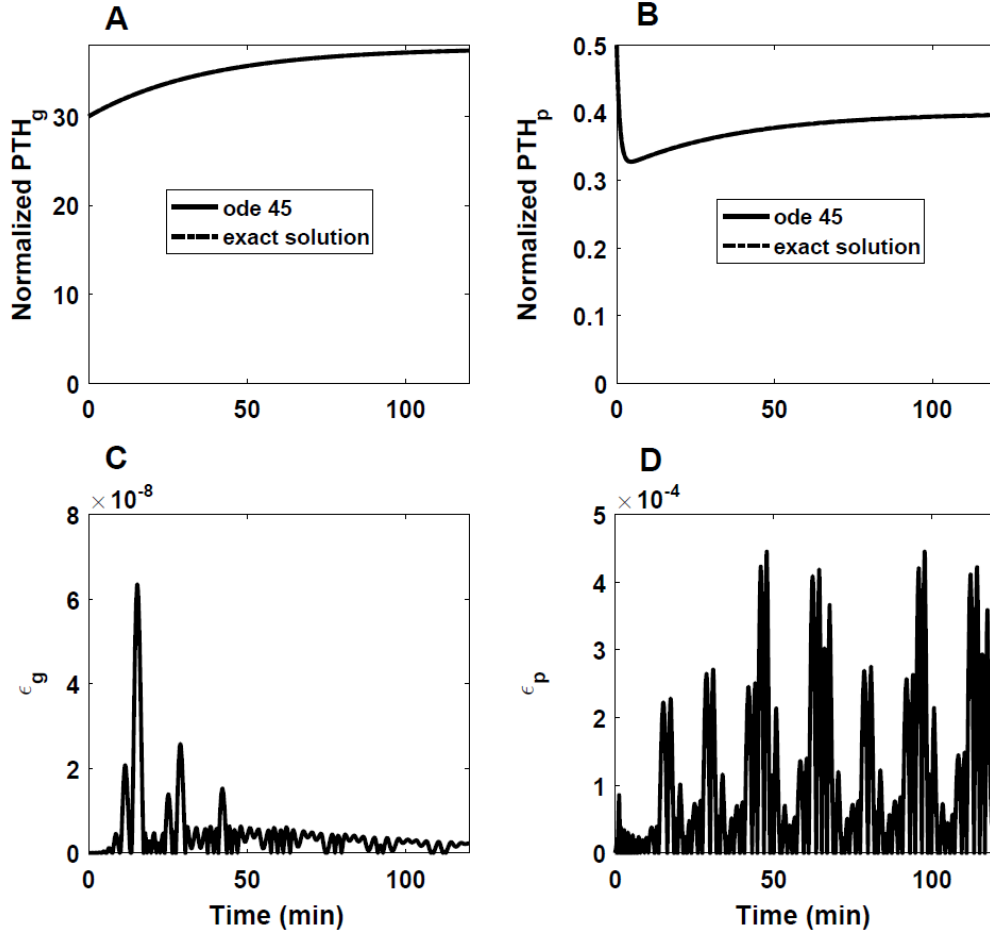 A
Normalized PTH_g
30
20
10
0
0
50
100
ode 45
exact solution
B
Normalized PTH_p
0.5
0.4
0.3
0.2
0.1
0
0
50
100
ode 45
exact solution
C
× 10^-8
ϵ_g
8
6
4
2
0
0
50
100
Time (min)
D
× 10^-4
ϵ_p
5
4
3
2
1
0
0
50
100
Time (min)